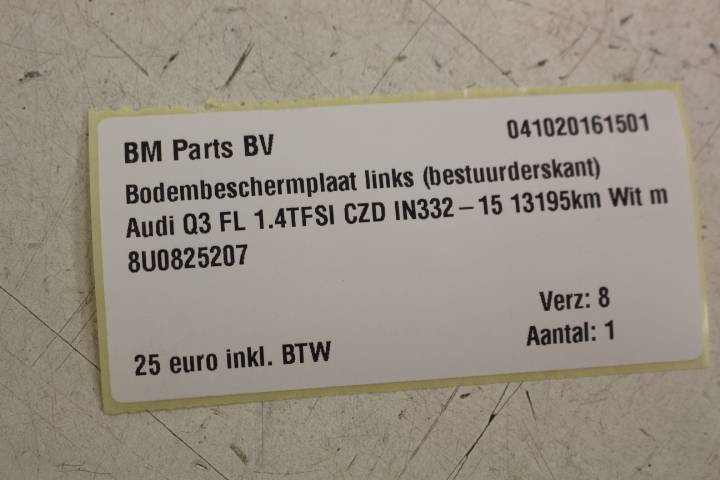 BM Parts BV 041020161501
Bodembeschermplaat links (bestuurderskant)
Audi Q3 FL 1.4TFSI CZD IN332-15 13195km Wit m
8U0825207
Verz: 8
25 euro inkl. BTW Aantal: 1